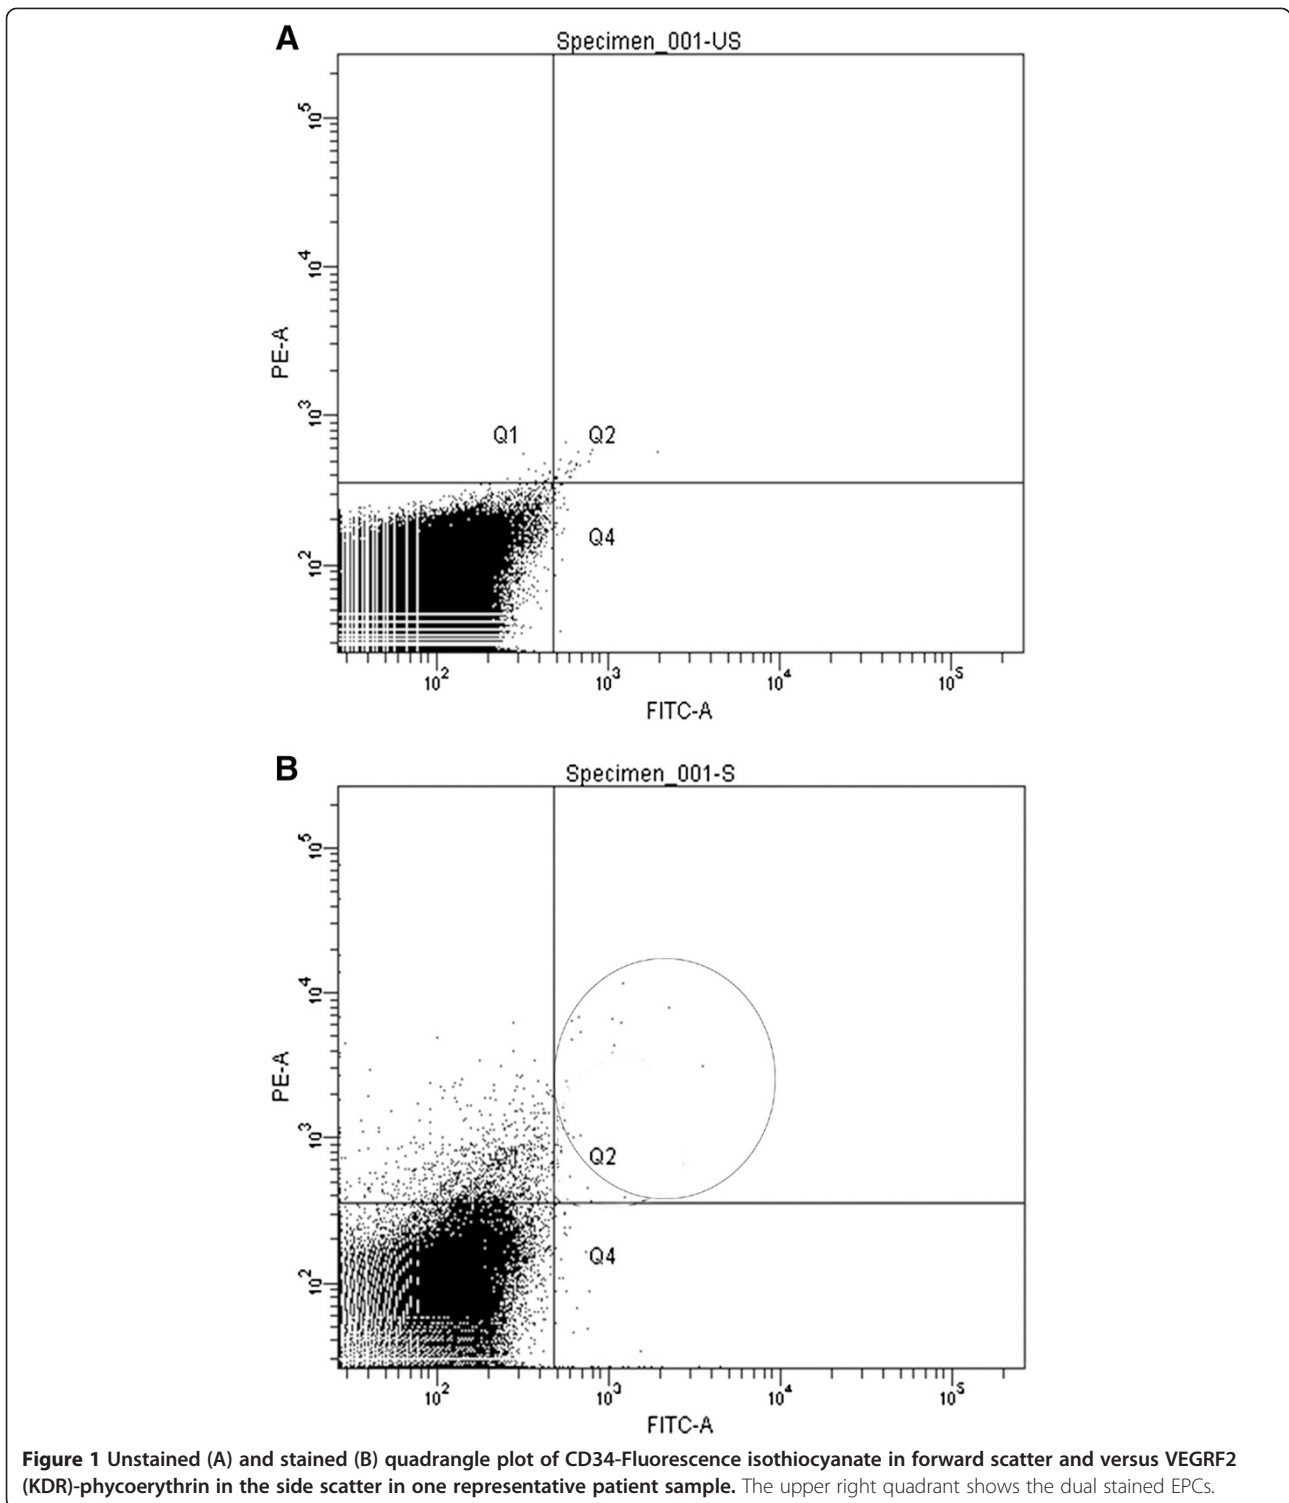 A
Specimen_001-US
10^5
10^4
PE-A
10^3
Q1 Q2
Q4
10^2
10^2 10^3 10^4 10^5
FITC-A
B
Specimen_001-S
10^5
10^4
PE-A
10^3
Q2
Q4
10^2
10^2 10^3 10^4 10^5
FITC-A
Figure 1 Unstained (A) and stained (B) quadrangle plot of CD34-Fluorescence isothiocyanate in forward scatter and versus VEGRF2
(KDR)-phycoerythrin in the side scatter in one representative patient sample. The upper right quadrant shows the dual stained EPCs.